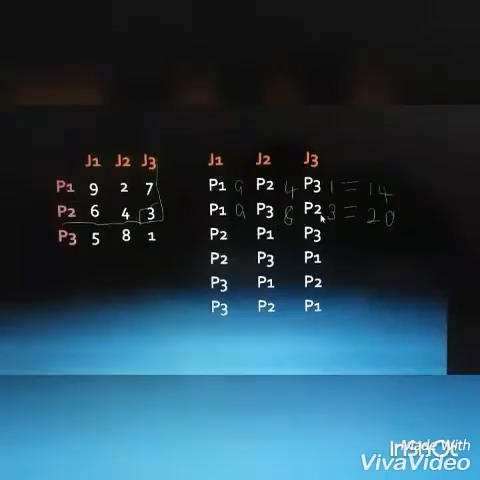 J1 J2 J3
P1 9 2 7
P2 6 4 3
P3 5 8 1
J1 J2 J3
P1 9 P2 4 P3 1 = 14
P1 9 P3 8 P2 3 = 20
P2 P1 P3
P2 P3 P1
P3 P1 P2
P3 P2 P1
InShOt
Made With
VivaVideo